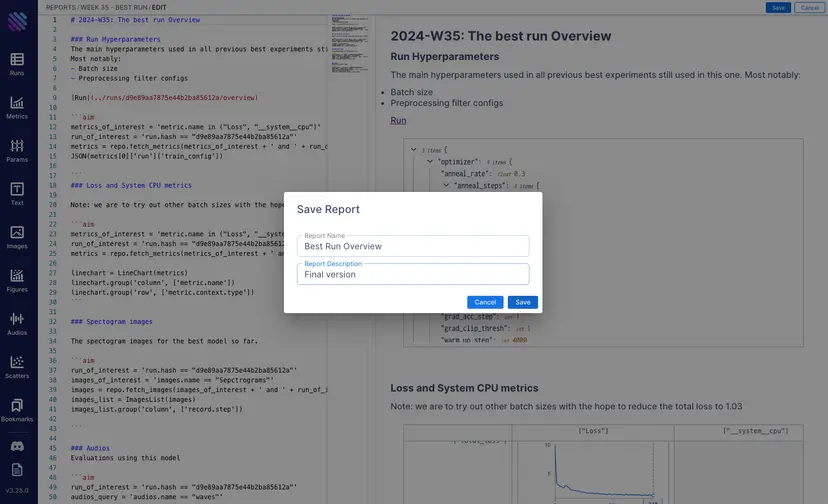 REPORTS / WEEK 35 - BEST RUN / EDIT
Save
Cancel
Runs
Metrics
Params
Text
Images
Figures
Audios
Scatters
Bookmarks
v3.25.0
1 # 2024-W35: The best run Overview
2
3 ### Run Hyperparameters
4 The main hyperparameters used in all previous best experiments sti
5 Most notably:
6 - Batch size
7 - Preprocessing filter configs
8
9 [Run](../runs/d9e89aa7875e44b2ba85612a/overview)
10
11 ```aim
12 metrics_of_interest = 'metric.name in ("Loss", "__system__cpu")'
13 run_of_interest = 'run.hash == "d9e89aa7875e44b2ba85612a"'
14 metrics = repo.fetch_metrics(metrics_of_interest + ' and ' + run_o
15 JSON(metrics[0]['run']['train_config'])
16
17 ```
18 ### Loss and System CPU metrics
19
20 Note: we are to try out other batch sizes with the hope
21
22 ```aim
23 metrics_of_interest = 'metric.name in ("Loss", "__syste
24 run_of_interest = 'run.hash == "d9e89aa7875e44b2ba85612
25 metrics = repo.fetch_metrics(metrics_of_interest + ' an
26
27
28 linechart = LineChart(metrics)
28 linechart.group('column', ['metric.name'])
29 linechart.group('row', ['metric.context.type'])
30 ```
31
32 ### Spectogram images
33
34 The spectogram images for the best model so far.
35
36 ```aim
37 run_of_interest = 'run.hash == "d9e89aa7875e44b2ba85612a"'
38 images_of_interest = 'images.name == "Sepctrograms"'
39 images = repo.fetch_images(images_of_interest + ' and ' + run_of_i
40 images_list = ImagesList(images)
41 images_list.group('column', ['record.step'])
42
43 ```
44
45 ### Audios
46 Evaluations using this model
47
48 ```aim
49 run_of_interest = 'run.hash == "d9e89aa7875e44b2ba85612a"'
50 audios_query = 'audios.name == "waves"'
2024-W35: The best run Overview
Run Hyperparameters
The main hyperparameters used in all previous best experiments still used in this one. Most notably:
Batch size
Preprocessing filter configs
Run
3 items {
"optimizer": 9 items {
"anneal_rate": float 0.3
"anneal_steps": 3 items [
Save Report
Report Name
Best Run Overview
Report Description
Final version
Cancel
Save
"grad_acc_step": int 1
"grad_clip_thresh": int 1
"warm_up_step": int 4000
Loss and System CPU metrics
Note: we are to try out other batch sizes with the hope to reduce the total loss to 1.03
["Loss"]
["__system__cpu"]
["total_loss"]
10
5